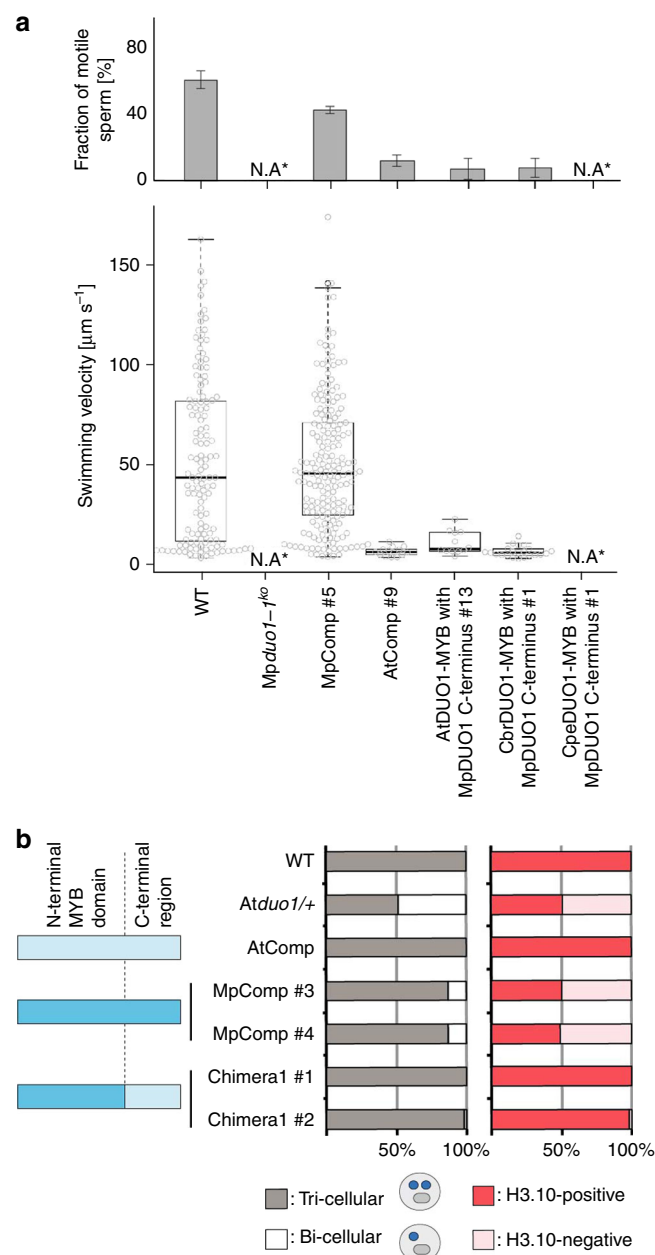 a
Fraction of motile
sperm [%]
80
40
0
N.A*
N.A*
Swimming velocity [μm s⁻¹]
150
100
50
0
N.A*
N.A*
WT
Mpduo1–1ᵏᵒ
MpComp #5
AtComp #9
AtDUO1-MYB with
MpDUO1 C-terminus #13
CbrDUO1-MYB with
MpDUO1 C-terminus #1
CpeDUO1-MYB with
MpDUO1 C-terminus #1
b
N-terminal
MYB
domain
C-terminal
region
WT
Atduo1/+
AtComp
MpComp #3
MpComp #4
Chimera1 #1
Chimera1 #2
50% 100%
50% 100%
: Tri-cellular
: H3.10-positive
: Bi-cellular
: H3.10-negative